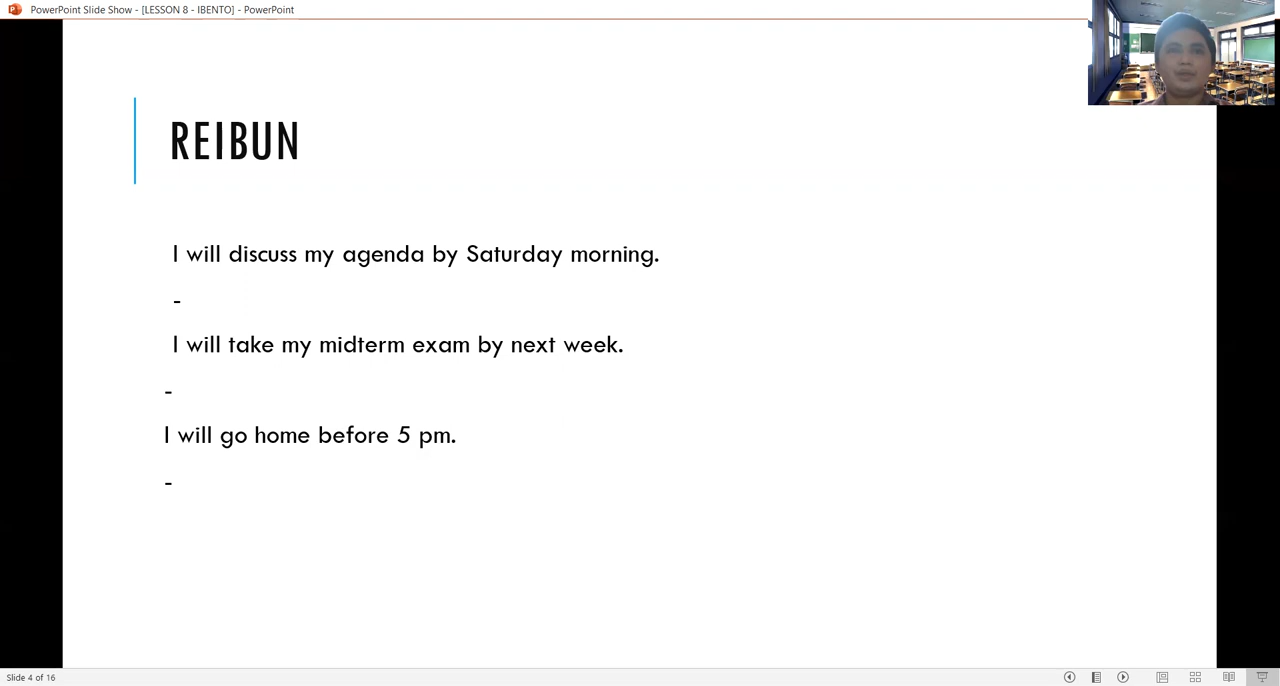 PowerPoint Slide Show - [LESSON 8 - IBENTO] - PowerPoint
REIBUN
I will discuss my agenda by Saturday morning.
-
I will take my midterm exam by next week.
-
I will go home before 5 pm.
-
Slide 4 of 16